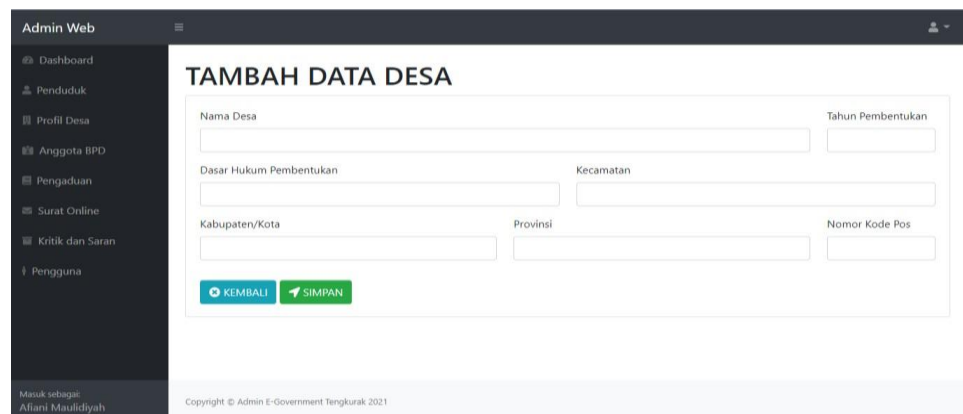 Admin Web
Dashboard
Penduduk
Profil Desa
Anggota BPD
Pengaduan
Surat Online
Kritik dan Saran
Pengguna
Masuk sebagai:
Afiani Maulidiyah
TAMBAH DATA DESA
Nama Desa Tahun Pembentukan
Dasar Hukum Pembentukan Kecamatan
Kabupaten/Kota Provinsi Nomor Kode Pos
KEMBALI SIMPAN
Copyright © Admin E-Government Tengkurak 2021